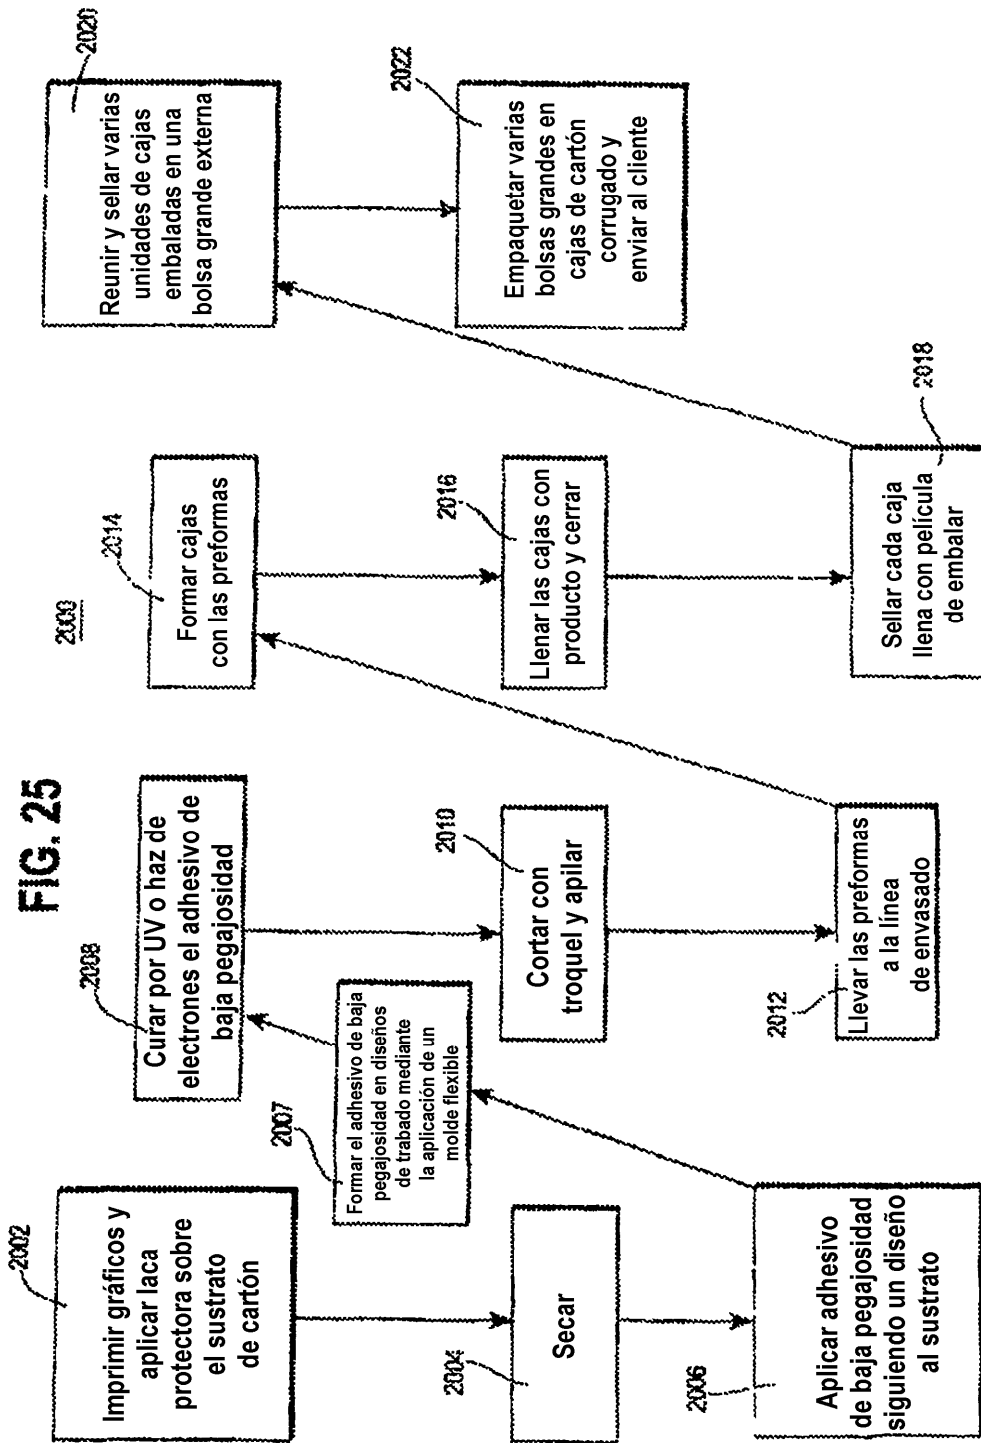 FIG. 25
2000
2002
Imprimir gráficos y
aplicar laca
protectora sobre
el sustrato
de cartón
2004
Secar
2006
Aplicar adhesivo
de baja pegajosidad
siguiendo un diseño
al sustrato
2007
Formar el adhesivo de baja
pegajosidad en diseños
de trabado mediante
la aplicación de un
molde flexible
2008
Curar por UV o haz de
electrones el adhesivo de
baja pegajosidad
2010
Cortar con
troquel y apilar
2012
Llevar las preformas
a la línea
de envasado
2014
Formar cajas
con las preformas
2016
Llenar las cajas con
producto y cerrar
2018
Sellar cada caja
llena con película
de embalar
2020
Reunir y sellar varias
unidades de cajas
embaladas en una
bolsa grande externa
2022
Empaquetar varias
bolsas grandes en
cajas de cartón
corrugado y
enviar al cliente